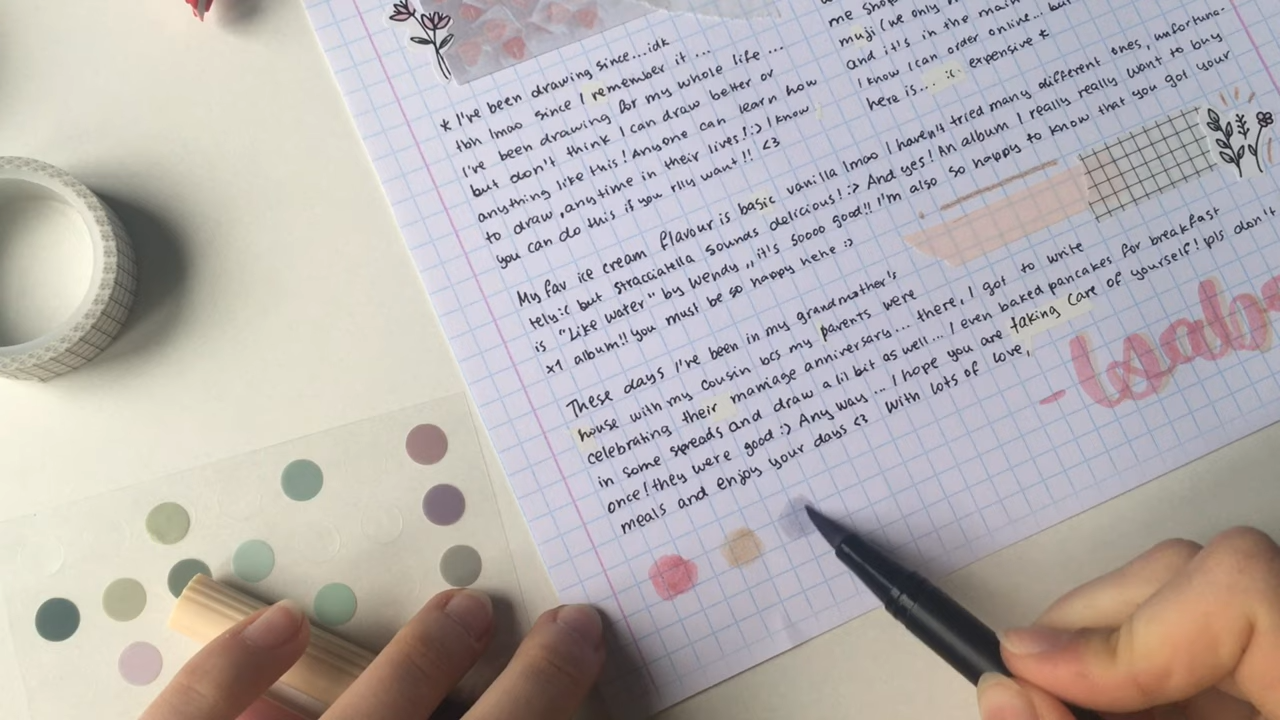 * I've been drawing since...idk
tbh lmao since I remember it ...
I've been drawing for my whole life ...
but don't think I can draw better or
anything like this! Anyone can learn how
to draw, anytime in their lives! :) I know
you can do this if you rlly want!! <3
me
muji (we only
and it's in the main
I know I can order online... but
here is... is expensive *
My fav ice cream flavour is basic vanilla lmao I haven't tried many different ones, unfortuna-
tely :c but stracciatella sounds delicious! :> And yes! An album I really really want to buy
is "Like water" by Wendy ,, it's soooo good!! I'm also so happy to know that you got your
x1 album!! you must be so happy hehe :)
These days I've been in my grandmother's
house with my cousin bcs my parents were
celebrating their marriage anniversary... there, I got to write
in some spreads and draw a lil bit as well... I even baked pancakes for breakfast
once! they were good :) Any way... I hope you are taking care of yourself! pls don't
meals and enjoy your days <3 With lots of love,